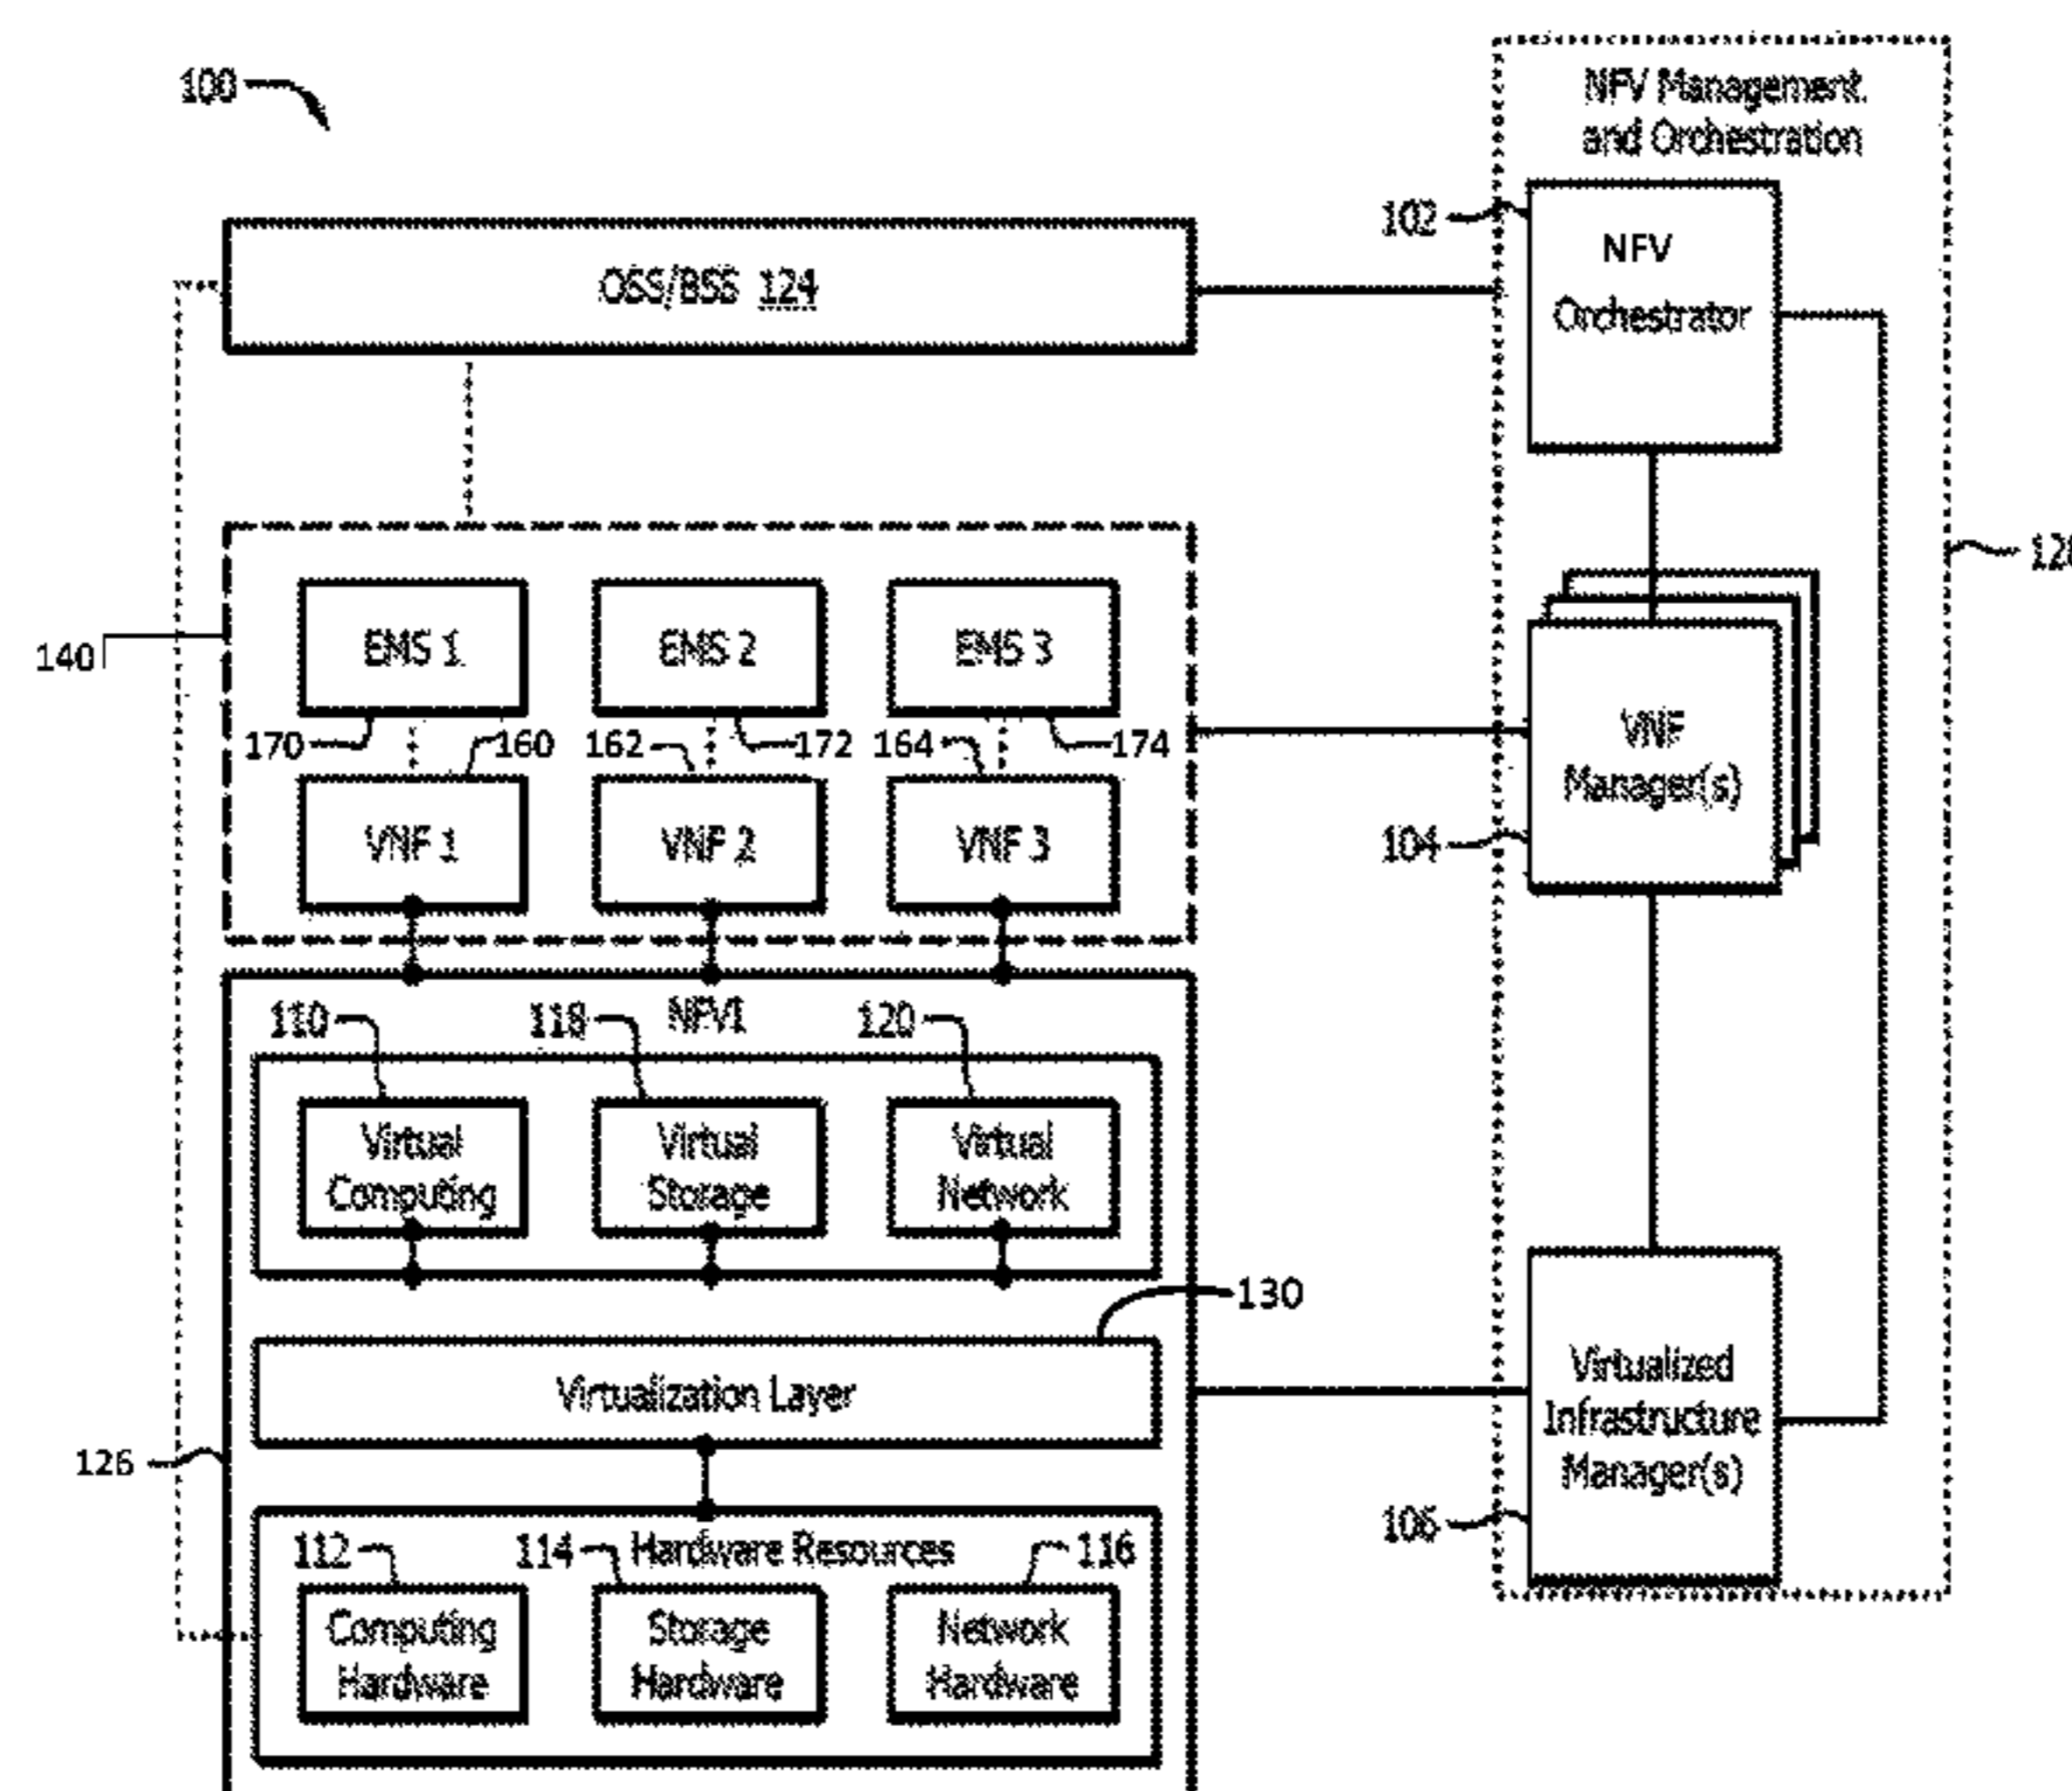 100
NFV Management
and Orchestration
102
NFV
Orchestrator
OSS/BSS 124
140
EMS 1
EMS 2
EMS 3
170
160
162
172
164
174
VNF 1
VNF 2
VNF 3
VNF
Manager(s)
104
NFVI
110
118
120
Virtual
Computing
Virtual
Storage
Virtual
Network
130
Virtualization Layer
126
Virtualized
Infrastructure
Manager(s)
106
Hardware Resources
112
114
116
Computing
Hardware
Storage
Hardware
Network
Hardware